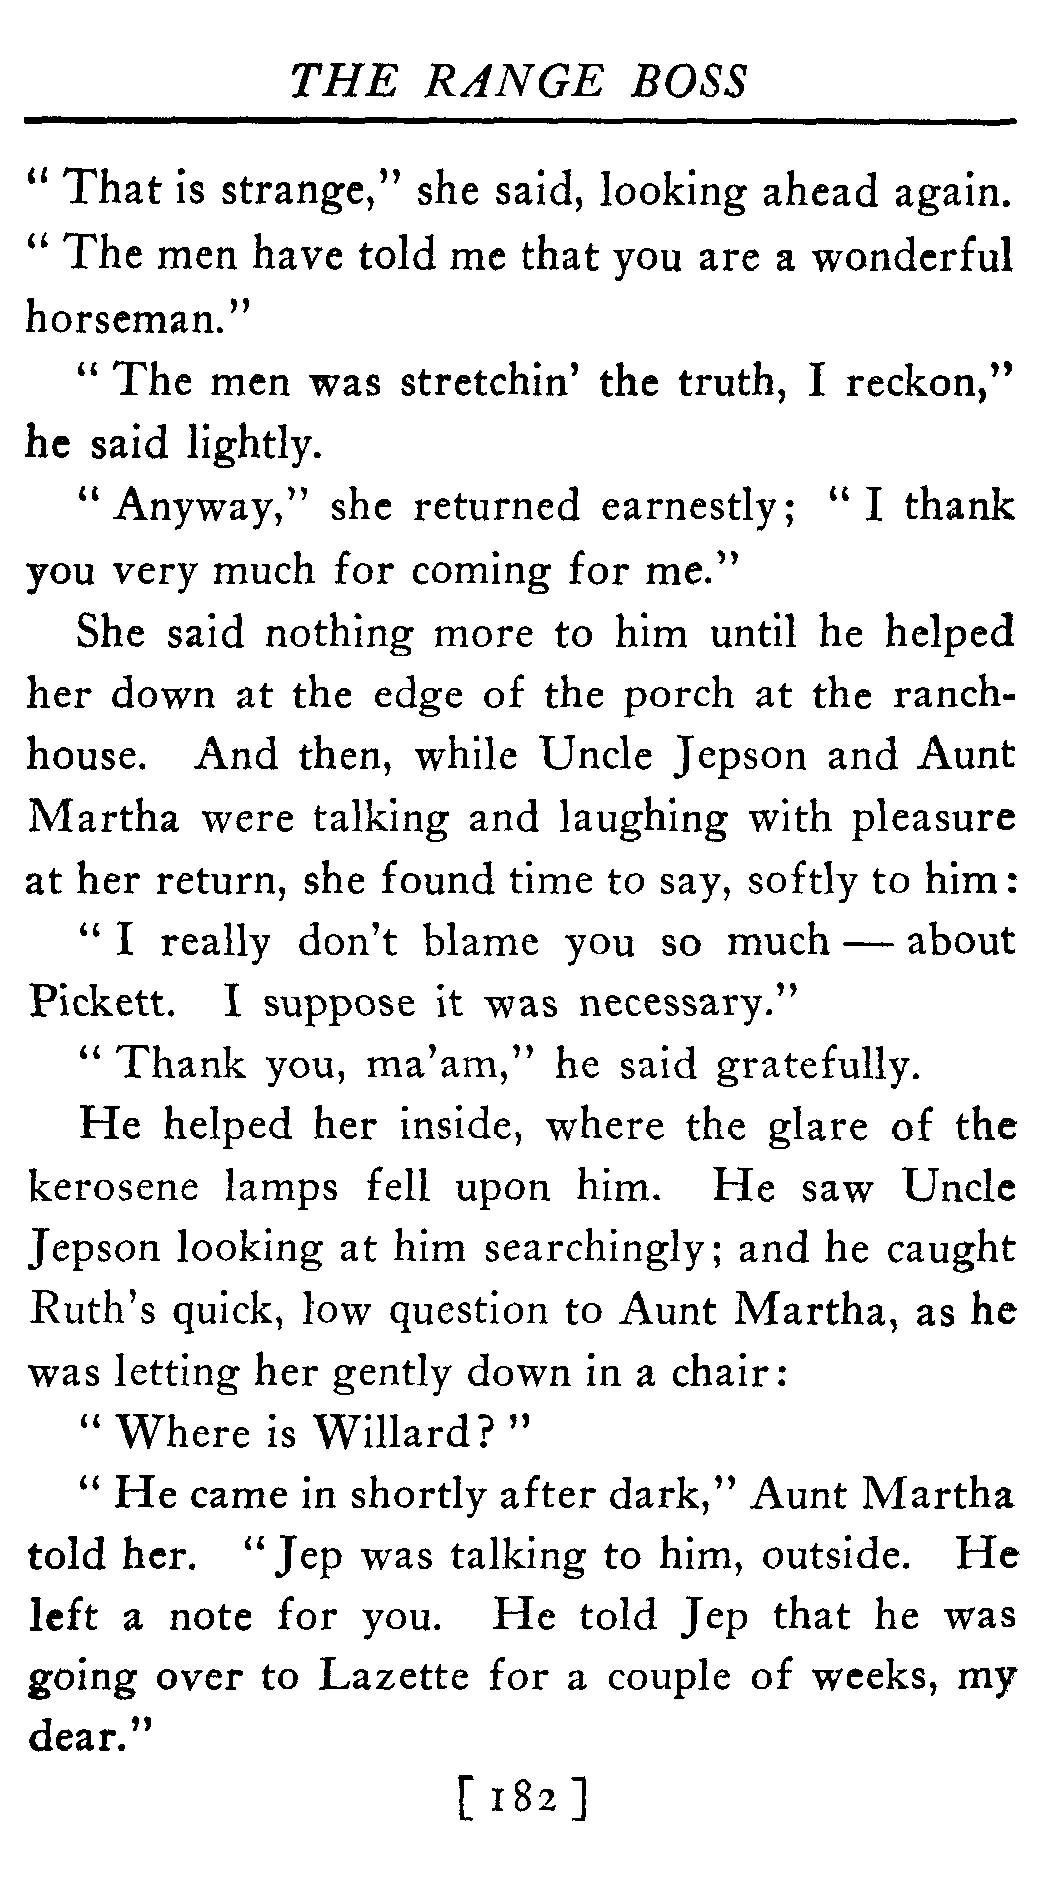 THE RANGE BOSS
“ That is strange,” she said, looking ahead again.
“ The men have told me that you are a wonderful
horseman.”
“ The men was stretchin’ the truth, I reckon,”
he said lightly.
“ Anyway,” she returned earnestly; “ I thank
you very much for coming for me.”
She said nothing more to him until he helped
her down at the edge of the porch at the ranch-
house. And then, while Uncle Jepson and Aunt
Martha were talking and laughing with pleasure
at her return, she found time to say, softly to him:
“ I really don’t blame you so much — about
Pickett. I suppose it was necessary.”
“ Thank you, ma’am,” he said gratefully.
He helped her inside, where the glare of the
kerosene lamps fell upon him. He saw Uncle
Jepson looking at him searchingly; and he caught
Ruth’s quick, low question to Aunt Martha, as he
was letting her gently down in a chair:
“ Where is Willard? ”
“ He came in shortly after dark,” Aunt Martha
told her. “ Jep was talking to him, outside. He
left a note for you. He told Jep that he was
going over to Lazette for a couple of weeks, my
dear.”
[ 182 ]